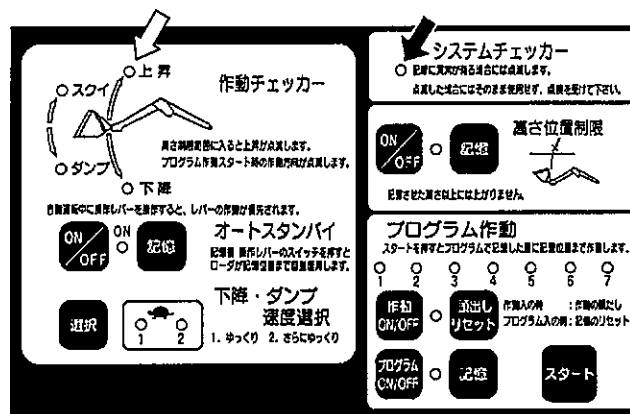 上昇
スクイ
作動チェッカー
高さ制限範囲に入ると上昇が点滅します。
プログラム作動スタート時の作動方向が点滅します。
ダンプ
下降
自動運転中に操作レバーを操作すると、レバーの作動が優先されます。
オートスタンバイ
ON/OFF
ON
記憶
記憶後 操作レバーのスイッチを押すと
ローダが記憶位置まで自動復帰します。
下降・ダンプ
速度選択
選択
1 2
1. ゆっくり 2. さらにゆっくり
システムチェッカー
記憶に異常が有る場合には点滅します。
点滅した場合にはそのまま使用せず、点検を受けて下さい。
高さ位置制限
ON/OFF
記憶
記憶させた高さ以上には上がりません。
プログラム作動
スタートを押すとプログラムで記憶した順に記憶位置まで作動します。
1 2 3 4 5 6 7
作動
ON/OFF
頭出し
リセット
作動入の時 :作動の頭だし
プログラム入の時:記憶のリセット
プログラム
ON/OFF
記憶
スタート